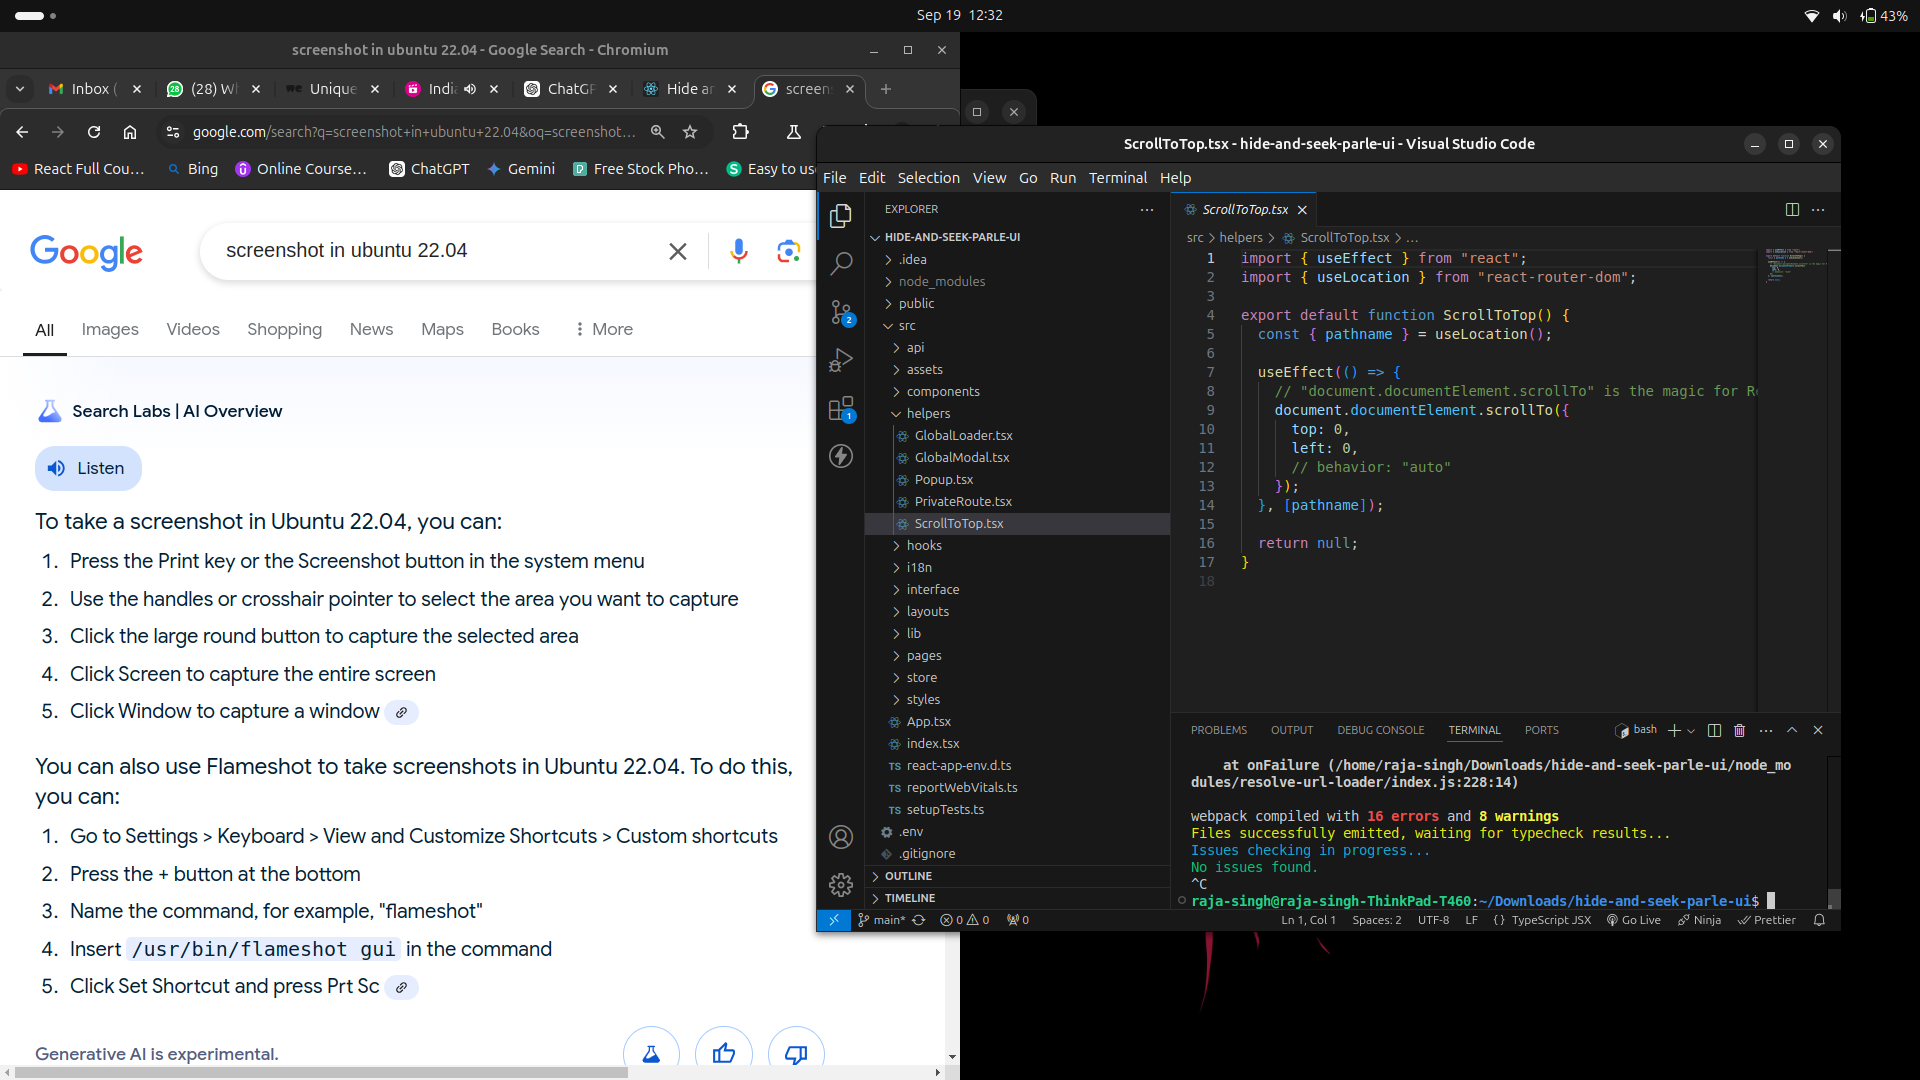 Sep 19 12:32
43%
screenshot in ubuntu 22.04 - Google Search - Chromium
Inbox (
(28) W
Unique
India
ChatGP
Hide an
screens
google.com/search?q=screenshot+in+ubuntu+22.04&oq=screenshot...
React Full Cou...
Bing
Online Course...
ChatGPT
Gemini
Free Stock Pho...
Easy to us
Google
screenshot in ubuntu 22.04
All
Images
Videos
Shopping
News
Maps
Books
More
Search Labs | AI Overview
Listen
To take a screenshot in Ubuntu 22.04, you can:
1. Press the Print key or the Screenshot button in the system menu
2. Use the handles or crosshair pointer to select the area you want to capture
3. Click the large round button to capture the selected area
4. Click Screen to capture the entire screen
5. Click Window to capture a window
You can also use Flameshot to take screenshots in Ubuntu 22.04. To do this,
you can:
1. Go to Settings > Keyboard > View and Customize Shortcuts > Custom shortcuts
2. Press the + button at the bottom
3. Name the command, for example, "flameshot"
4. Insert /usr/bin/flameshot gui in the command
5. Click Set Shortcut and press Prt Sc
Generative AI is experimental.
ScrollToTop.tsx - hide-and-seek-parle-ui - Visual Studio Code
File Edit Selection View Go Run Terminal Help
EXPLORER
HIDE-AND-SEEK-PARLE-UI
.idea
node_modules
public
src
api
assets
components
helpers
GlobalLoader.tsx
GlobalModal.tsx
Popup.tsx
PrivateRoute.tsx
ScrollToTop.tsx
hooks
i18n
interface
layouts
lib
pages
store
styles
App.tsx
index.tsx
TS react-app-env.d.ts
TS reportWebVitals.ts
TS setupTests.ts
.env
.gitignore
OUTLINE
TIMELINE
2
1
ScrollToTop.tsx
src > helpers > ScrollToTop.tsx > ...
1 import { useEffect } from "react";
2 import { useLocation } from "react-router-dom";
3
4 export default function ScrollToTop() {
5 const { pathname } = useLocation();
6
7 useEffect(() => {
8 // "document.documentElement.scrollTo" is the magic for R
9 document.documentElement.scrollTo({
10 top: 0,
11 left: 0,
12 // behavior: "auto"
13 });
14 }, [pathname]);
15
16 return null;
17 }
18
PROBLEMS OUTPUT DEBUG CONSOLE TERMINAL PORTS
bash
at onFailure (/home/raja-singh/Downloads/hide-and-seek-parle-ui/node_mo
dules/resolve-url-loader/index.js:228:14)
webpack compiled with 16 errors and 8 warnings
Files successfully emitted, waiting for typecheck results...
Issues checking in progress...
No issues found.
^C
raja-singh@raja-singh-ThinkPad-T460:~/Downloads/hide-and-seek-parle-ui$
main* 0 0 0 Ln 1, Col 1 Spaces: 2 UTF-8 LF {} TypeScript JSX Go Live Ninja Prettier